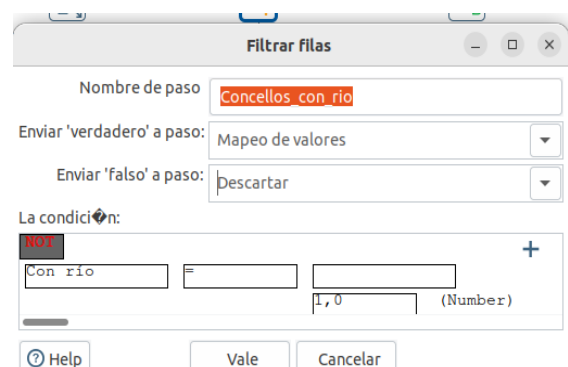 Filtrar filas
Nombre de paso Concellos_con_rio
Enviar 'verdadero' a paso: Mapeo de valores
Enviar 'falso' a paso: Descartar
La condici�n:
NOT
+
Con río =
1,0 (Number)
Help Vale Cancelar